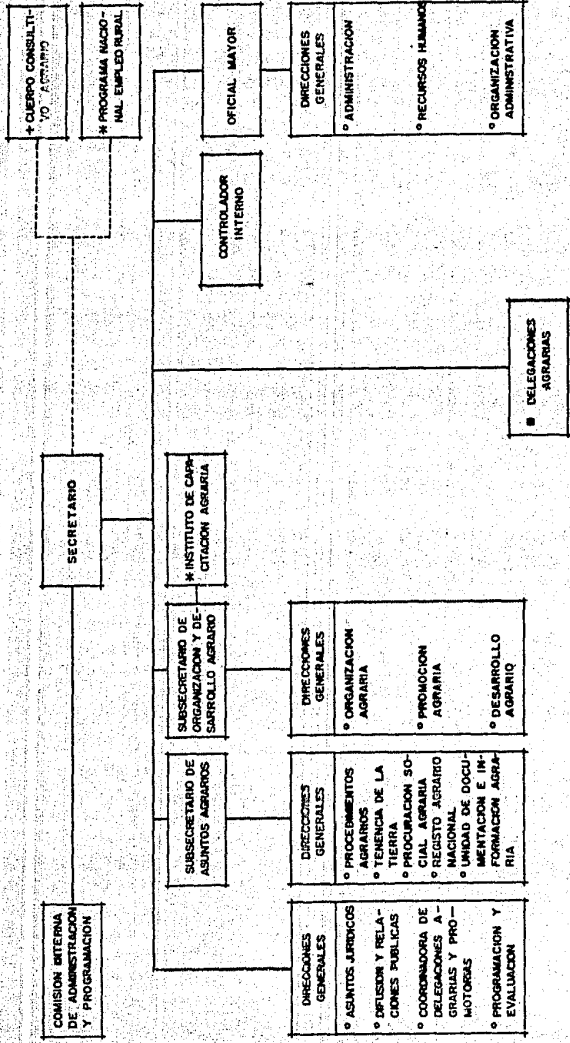 COMISION INTERNA
DE ADMINISTRACION
Y PROGRAMACION
SECRETARIO
+ CUERPO CONSULTI-
VO AGRARIO
* PROGRAMA NACIO-
NAL EMPLEO RURAL
SUBSECRETARIO DE
ASUNTOS AGRARIOS
SUBSECRETARIO DE
ORGANIZACION Y DE-
SARROLLO AGRARIO
* INSTITUTO DE CAPA-
CITACION AGRARIA
CONTROLADOR
INTERNO
OFICIAL MAYOR
DIRECCIONES
GENERALES
° ASUNTOS JURIDICOS
° DIFUSION Y RELA-
CIONES PUBLICAS
° COORDINADORA DE
DELEGACIONES A-
GRARIAS Y PRO-
MOTORIAS
° PROGRAMACION Y
EVALUACION
DIRECCIONES
GENERALES
° PROCEDIMIENTOS
AGRARIOS
° TENENCIA DE LA
TIERRA
° PROCURACION SO-
CIAL AGRARIA
° REGISTO AGRARIO
NACIONAL
° UNIDAD DE DOCU-
MENTACION E IN-
FORMACION AGRA-
RIA
DIRECCIONES
GENERALES
° ORGANIZACION
AGRARIA
° PROMOCION
AGRARIA
° DESARROLLO
AGRARIO
DIRECCIONES
GENERALES
° ADMINISTRACION
° RECURSOS HUMANOS
° ORGANIZACION
ADMINISTRATIVA
■ DELEGACIONES
AGRARIAS